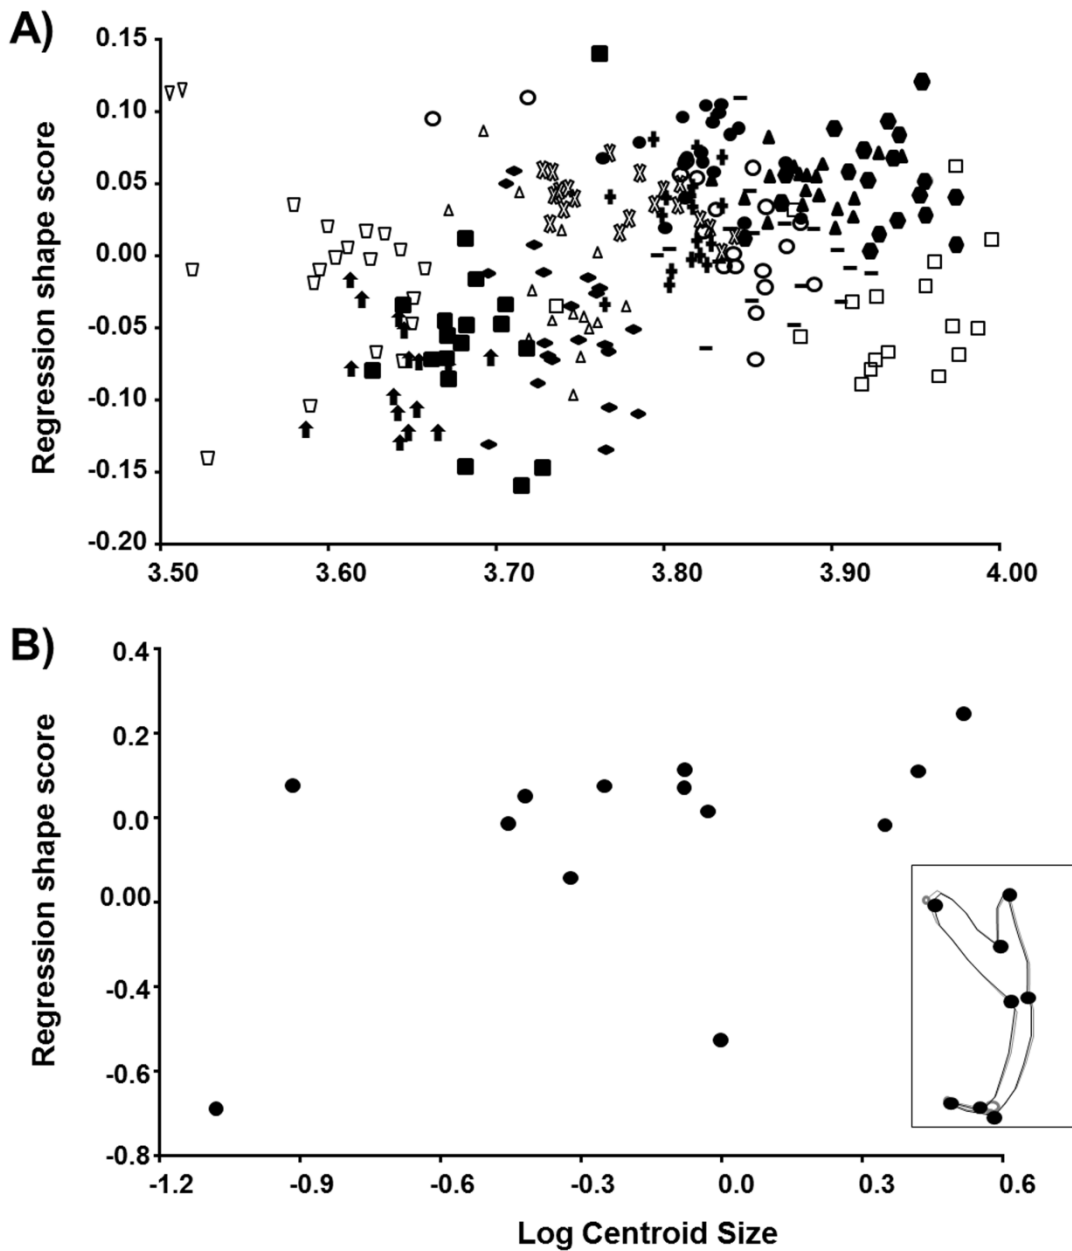 A)
Regression shape score
0.15
0.10
0.05
0.00
-0.05
-0.10
-0.15
-0.20
3.50 3.60 3.70 3.80 3.90 4.00
B)
Regression shape score
0.4
0.2
0.0
0.00
-0.4
-0.6
-0.8
-1.2 -0.9 -0.6 -0.3 0.0 0.3 0.6
Log Centroid Size